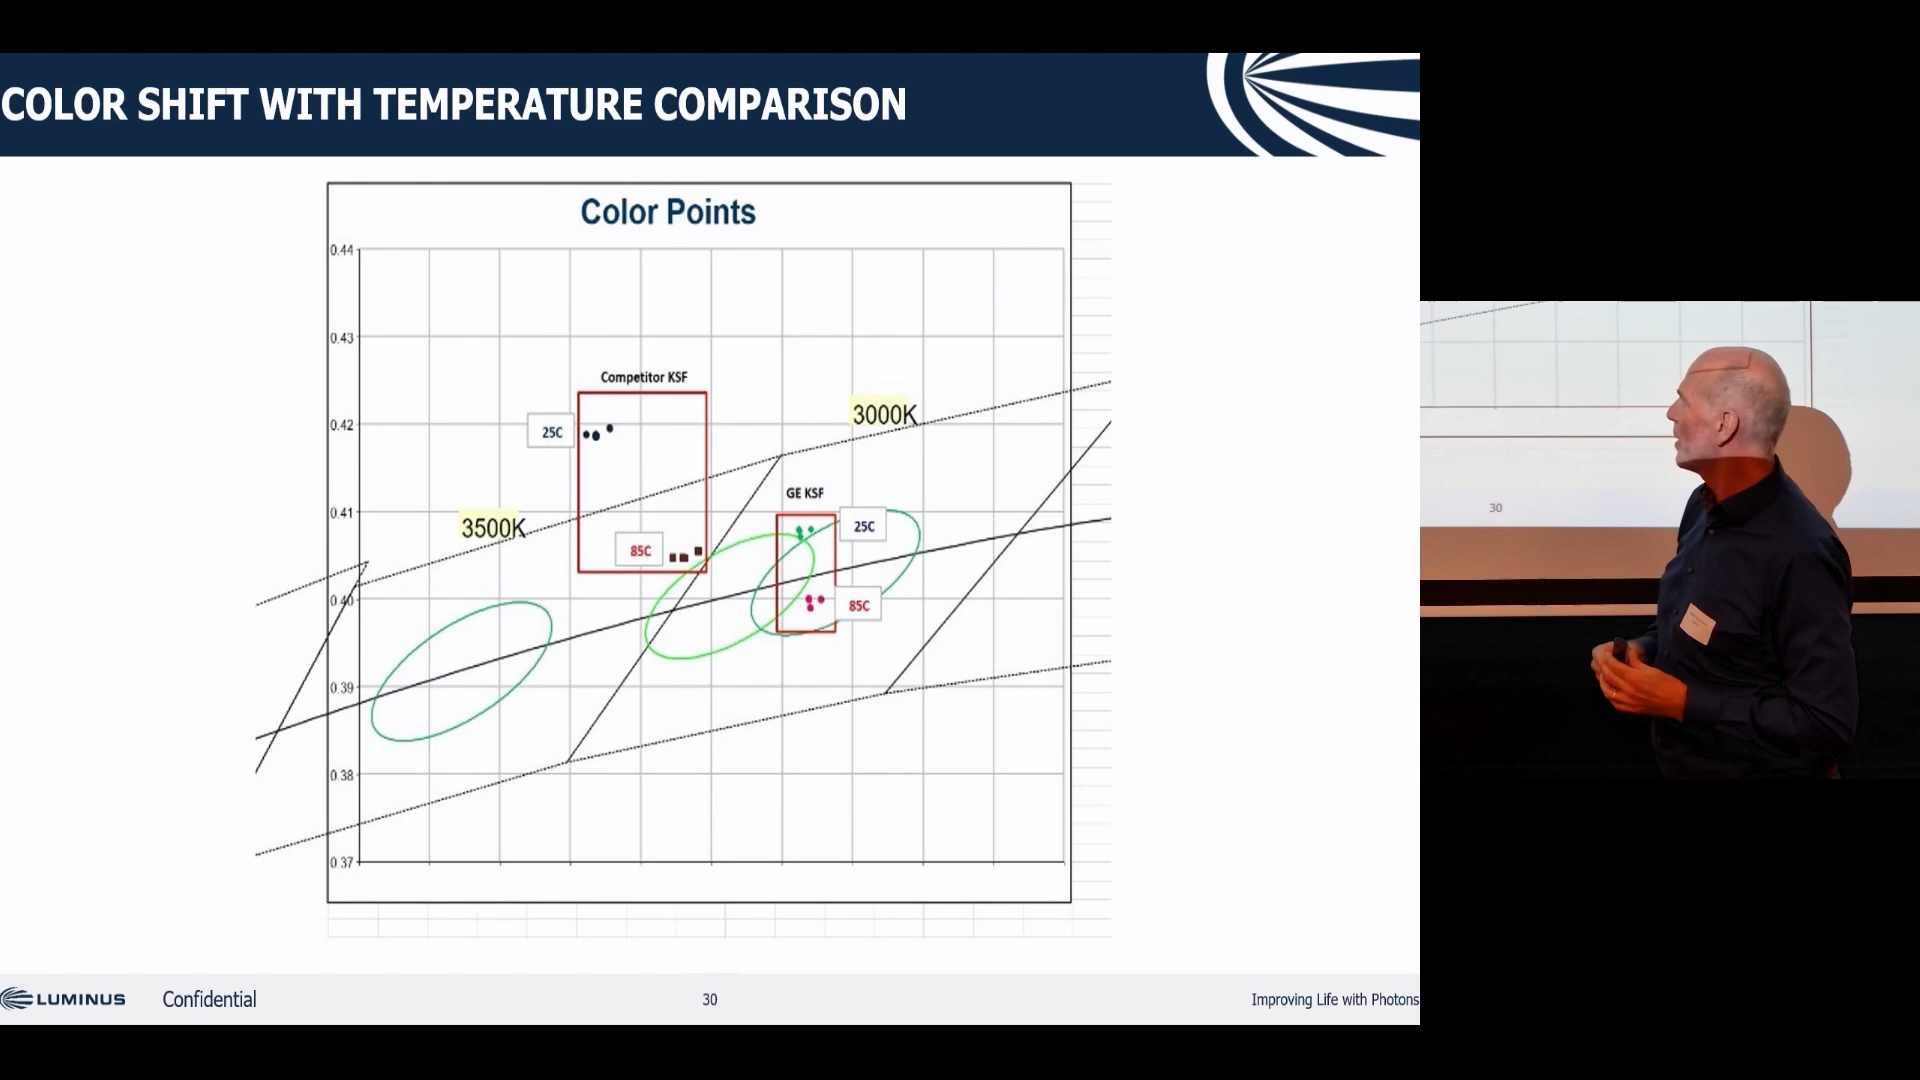 COLOR SHIFT WITH TEMPERATURE COMPARISON
Color Points
0.44
0.43
Competitor KSF
3000K
0.42
25C
GE KSF
0.41
3500K
25C
85C
0.40
85C
0.39
0.38
0.37
LUMINUS
Confidential
30
Improving Life with Photons
30